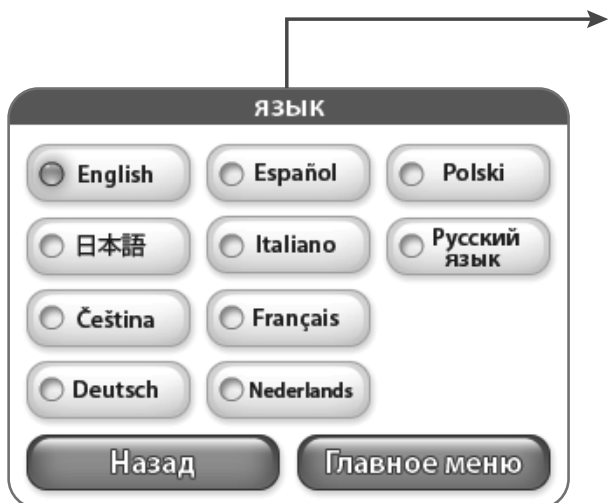 ЯЗЫК
English
Español
Polski
日本語
Italiano
Русский
язык
Čeština
Français
Deutsch
Nederlands
Назад
Главное меню